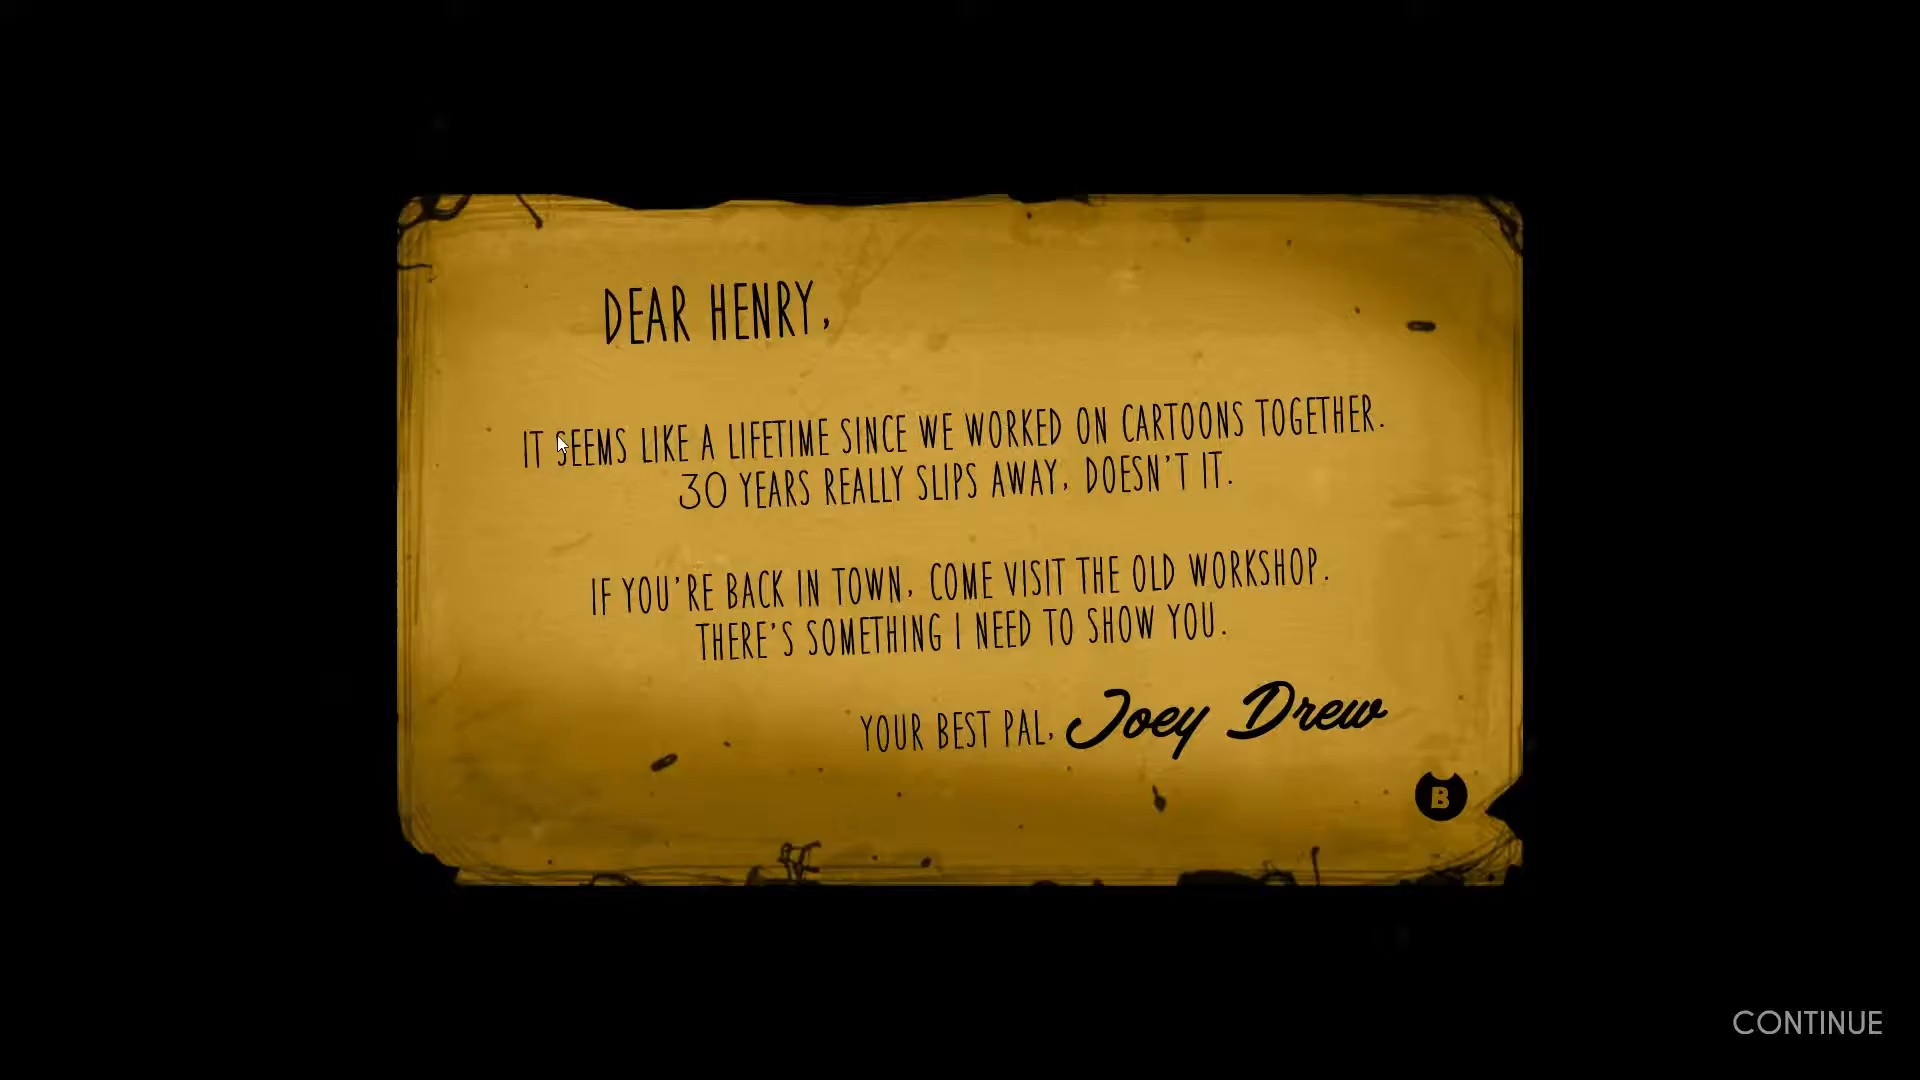 DEAR HENRY,
IT SEEMS LIKE A LIFETIME SINCE WE WORKED ON CARTOONS TOGETHER.
30 YEARS REALLY SLIPS AWAY, DOESN'T IT.
IF YOU'RE BACK IN TOWN, COME VISIT THE OLD WORKSHOP.
THERE'S SOMETHING I NEED TO SHOW YOU.
YOUR BEST PAL, Joey Drew
B
CONTINUE